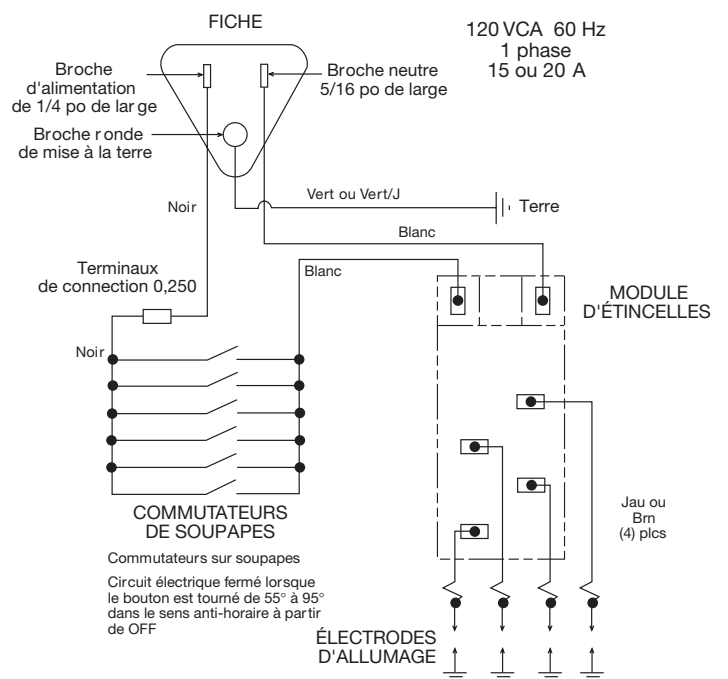 FICHE
120 VCA 60 Hz
1 phase
15 ou 20 A
Broche
d'alimentation
de 1/4 po de large
Broche neutre
5/16 po de large
Broche ronde
de mise à la terre
Vert ou Vert/J
Terre
Noir
Blanc
Terminaux
de connection 0,250
Blanc
MODULE
D'ÉTINCELLES
Noir
COMMUTATEURS
DE SOUPAPES
Commutateurs sur soupapes
Circuit électrique fermé lorsque
le bouton est tourné de 55° à 95°
dans le sens anti-horaire à partir
de OFF
Jau ou
Brn
(4) plcs
ÉLECTRODES
D'ALLUMAGE